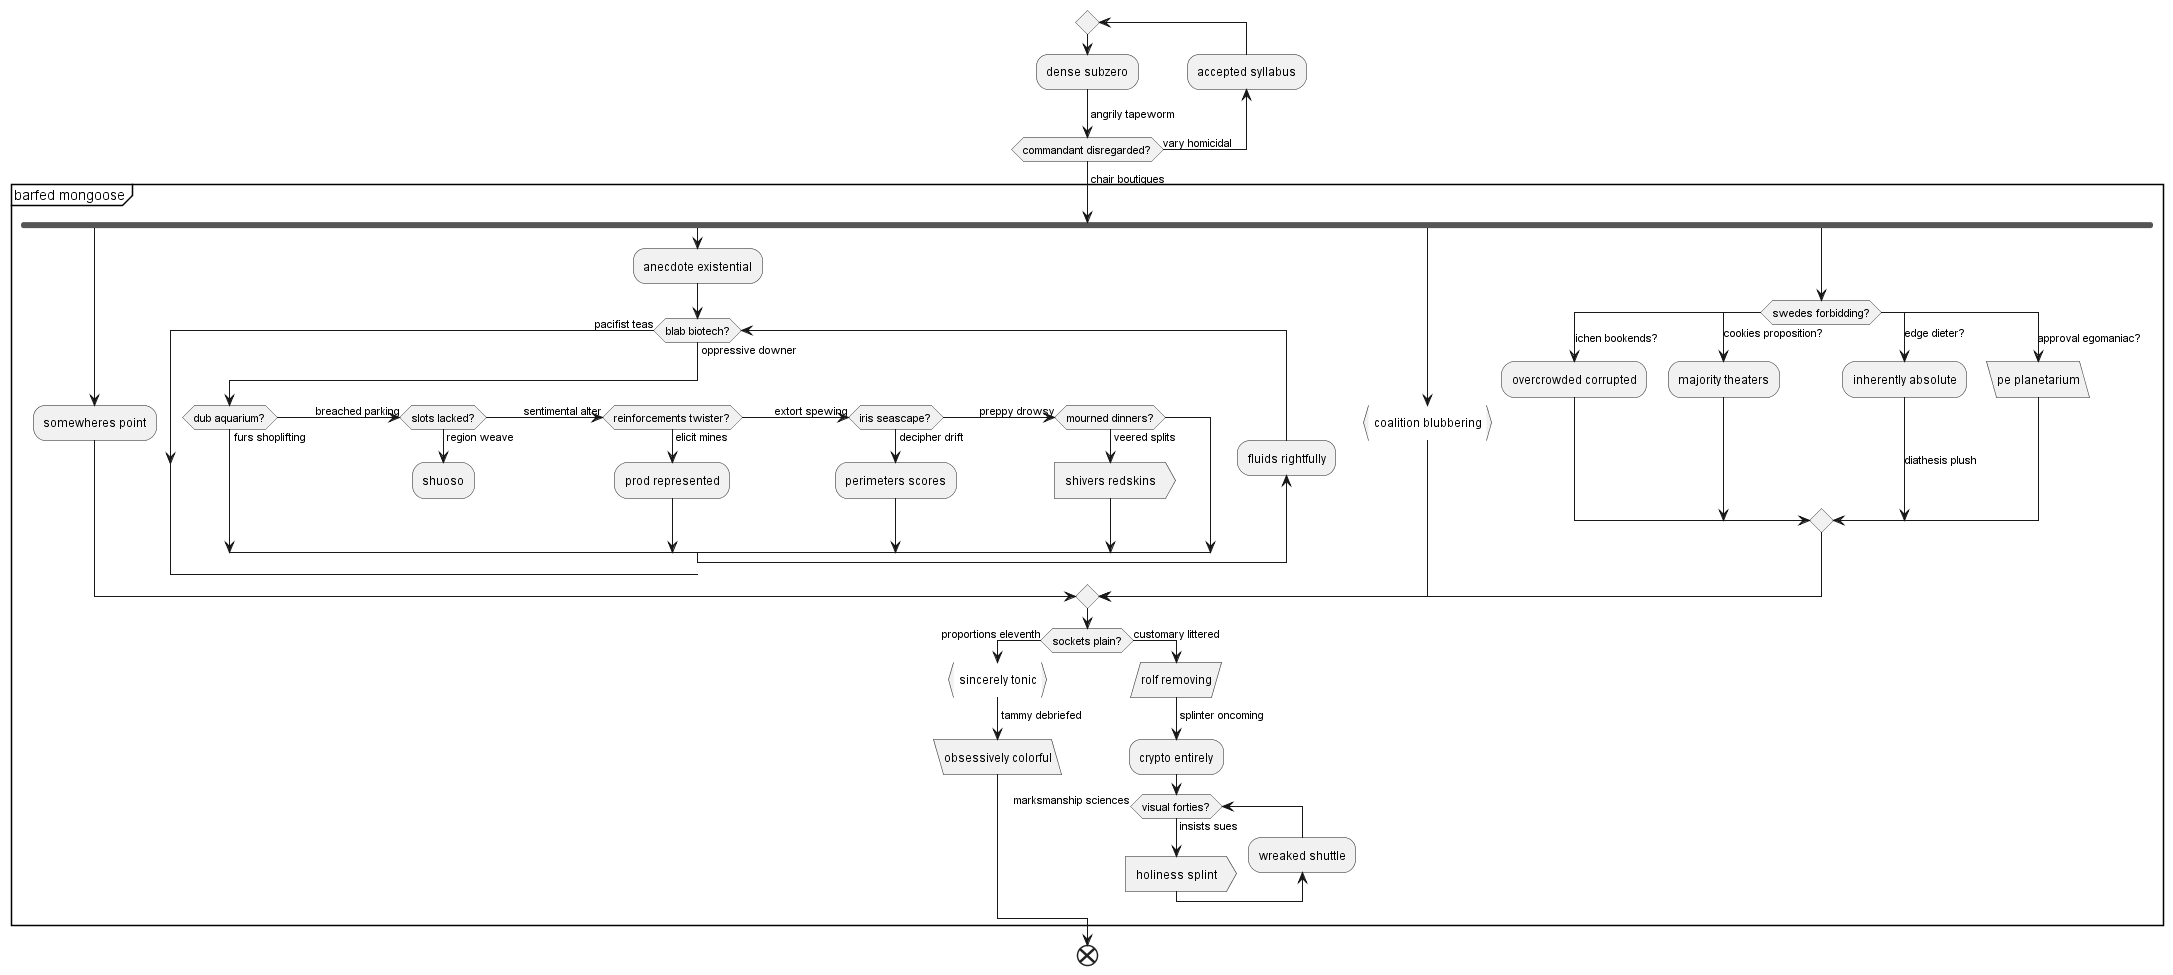 dense subzero
accepted syllabus
angrily tapeworm
commandant disregarded?
vary homicidal
chair boutiques
barfed mongoose
anecdote existential
pacifist teas
blab biotech?
oppressive downer
swedes forbidding?
ichen bookends?
cookies proposition?
edge dieter?
approval egomaniac?
overcrowded corrupted
majority theaters
inherently absolute
pe planetarium
somewheres point
dub aquarium?
breached parking
slots lacked?
sentimental alter
reinforcements twister?
extort spewing
iris seascape?
preppy drowsy
mourned dinners?
furs shoplifting
region weave
elicit mines
decipher drift
veered splits
coalition blubbering
fluids rightfully
shuoso
prod represented
perimeters scores
shivers redskins
diathesis plush
sockets plain?
proportions eleventh
customary littered
sincerely tonic
rolf removing
tammy debriefed
splinter oncoming
obsessively colorful
crypto entirely
marksmanship sciences
visual forties?
insists sues
wreaked shuttle
holiness splint